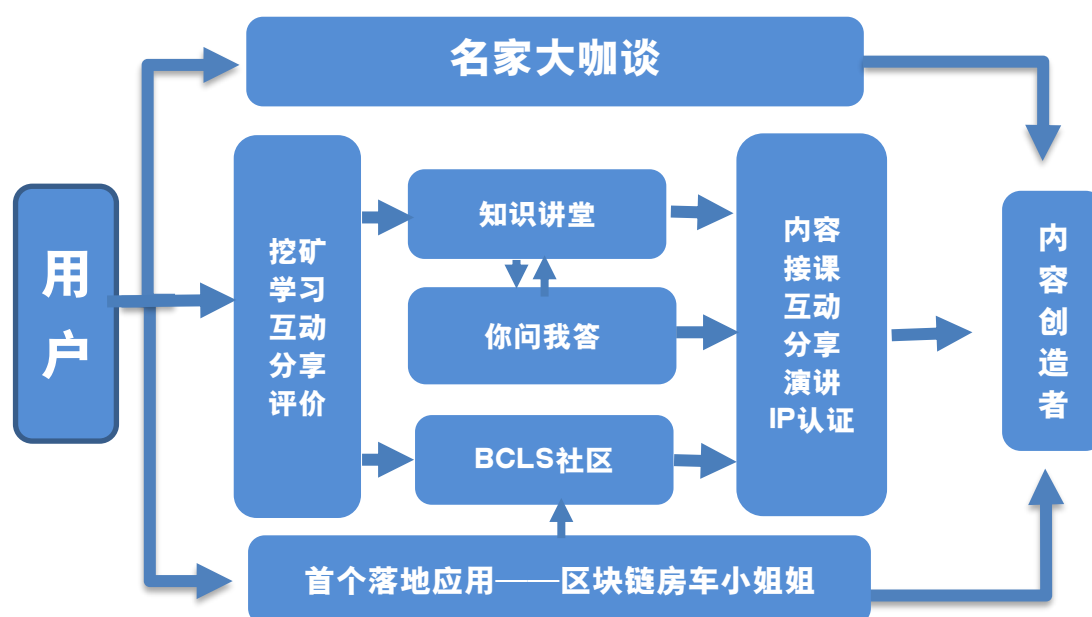 名家大咖谈
用
户
挖矿
学习
互动
分享
评价
知识讲堂
你问我答
BCLS社区
内容
接课
互动
分享
演讲
IP认证
内
容
创
造
者
首个落地应用——区块链房车小姐姐